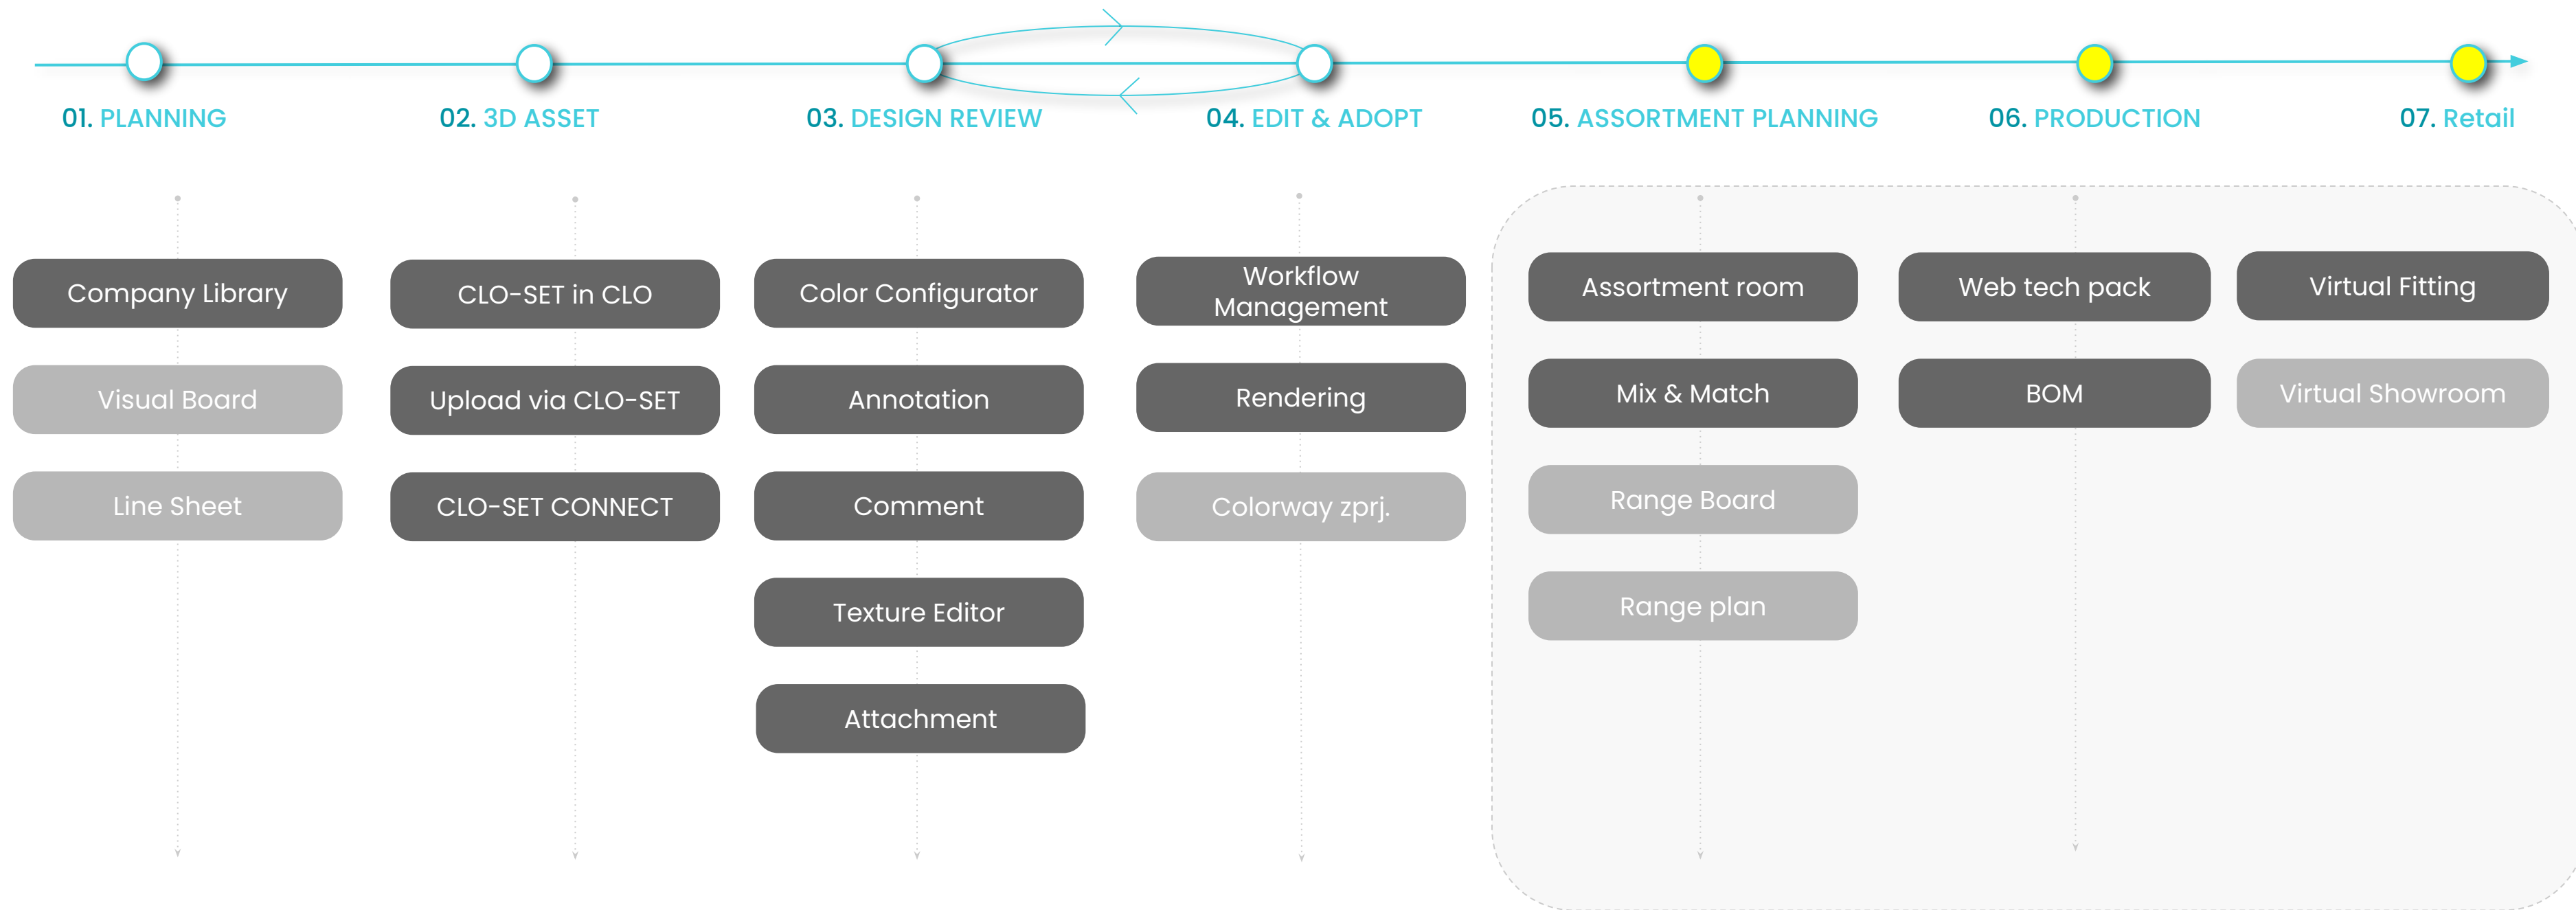 01. PLANNING
02. 3D ASSET
03. DESIGN REVIEW
04. EDIT & ADOPT
05. ASSORTMENT PLANNING
06. PRODUCTION
07. Retail
Company Library
Visual Board
Line Sheet
CLO-SET in CLO
Upload via CLO-SET
CLO-SET CONNECT
Color Configurator
Annotation
Comment
Texture Editor
Attachment
Workflow
Management
Rendering
Colorway zprj.
Assortment room
Mix & Match
Range Board
Range plan
Web tech pack
BOM
Virtual Fitting
Virtual Showroom